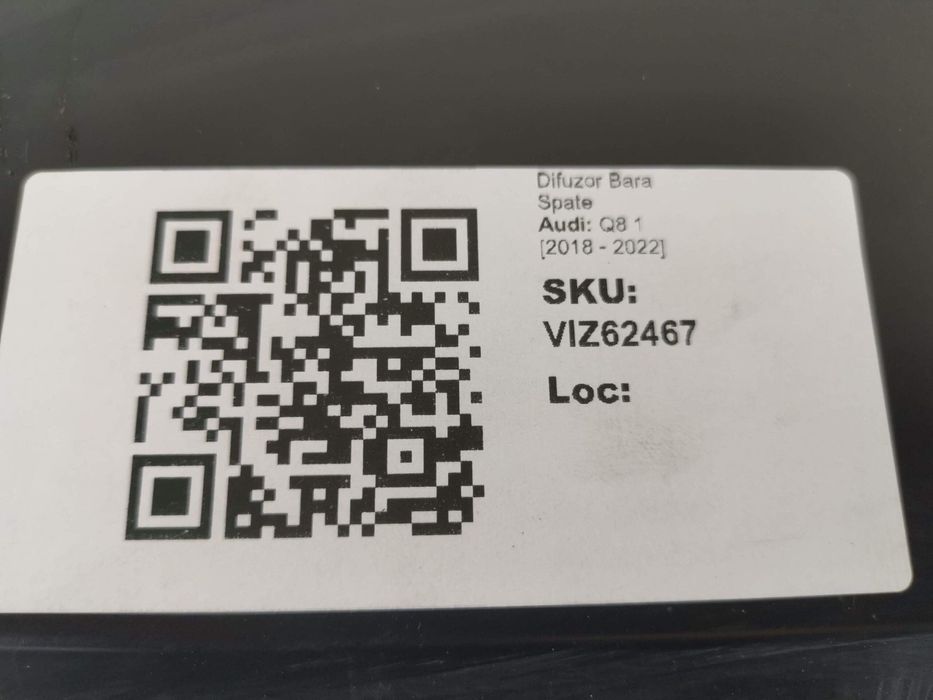 Difuzor Bara
Spate
Audi: Q8 1
[2018 - 2022]
SKU:
VIZ62467
Loc: